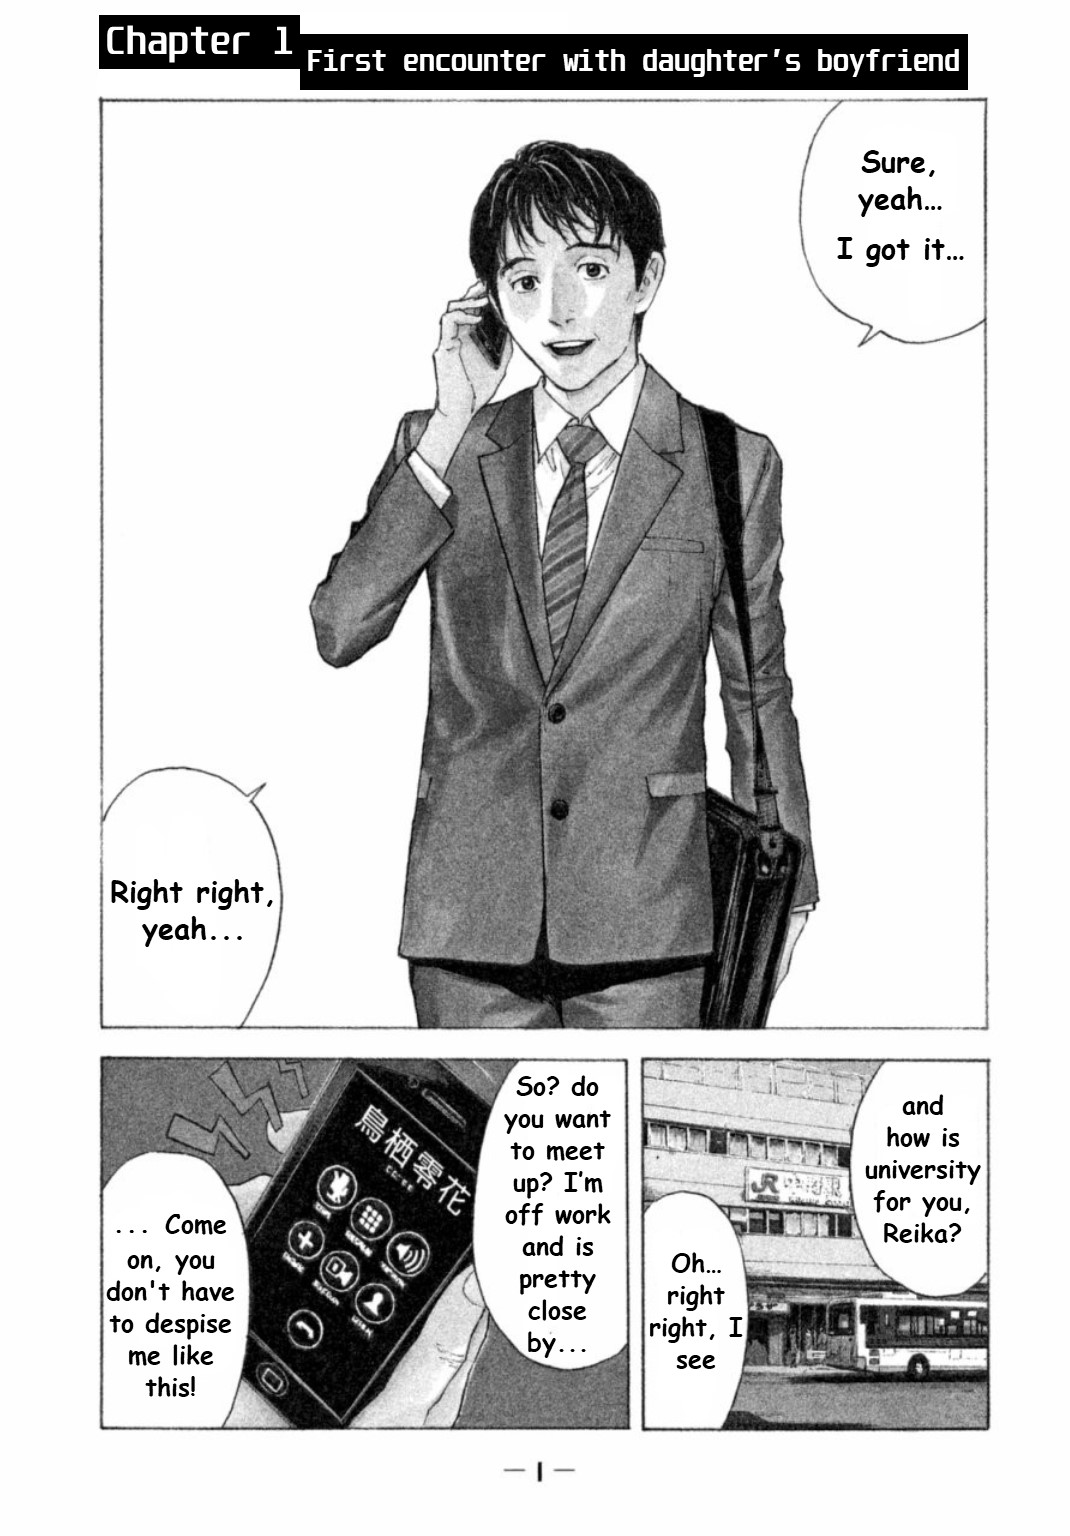 Chapter 1
First encounter with daughter's boyfriend
Sure,
yeah...
I got it...
Right right,
yeah...
and
how is
university
for you,
Reika?
JR
Oh...
right
right, I
see
So? do
you want
to meet
up? I'm
off work
and is
pretty
close
by...
鳥栖零花
... Come
on, you
don't have
to despise
me like
this!
— 1 —